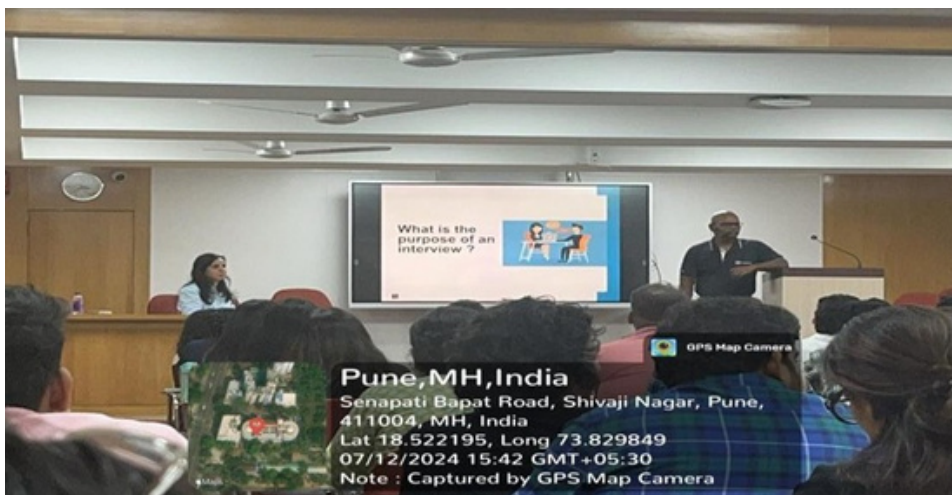 What is the
purpose of an
interview ?
GPS Map Camera
Pune,MH,India
Senapati Bapat Road, Shivaji Nagar, Pune,
411004, MH, India
Lat 18.522195, Long 73.829849
07/12/2024 15:42 GMT+05:30
Note : Captured by GPS Map Camera